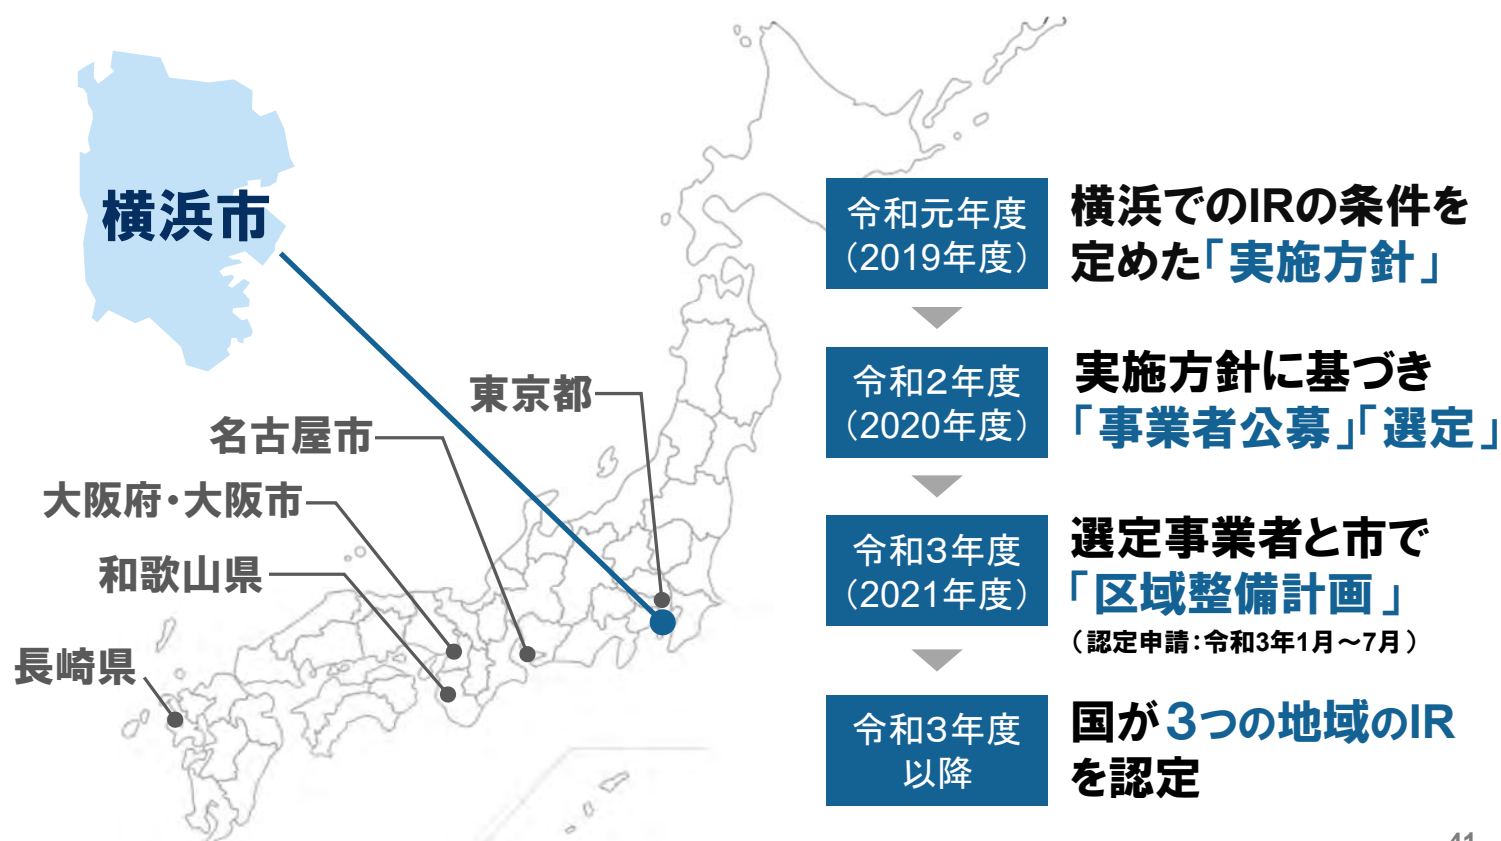 横浜市
東京都
名古屋市
大阪府・大阪市
和歌山県
長崎県
令和元年度
（2019年度）
横浜でのIRの条件を
定めた「実施方針」
令和２年度
（2020年度）
実施方針に基づき
「事業者公募」「選定」
令和３年度
（2021年度）
選定事業者と市で
「区域整備計画」
（認定申請：令和3年1月～7月）
令和３年度
以降
国が３つの地域のIR
を認定
41